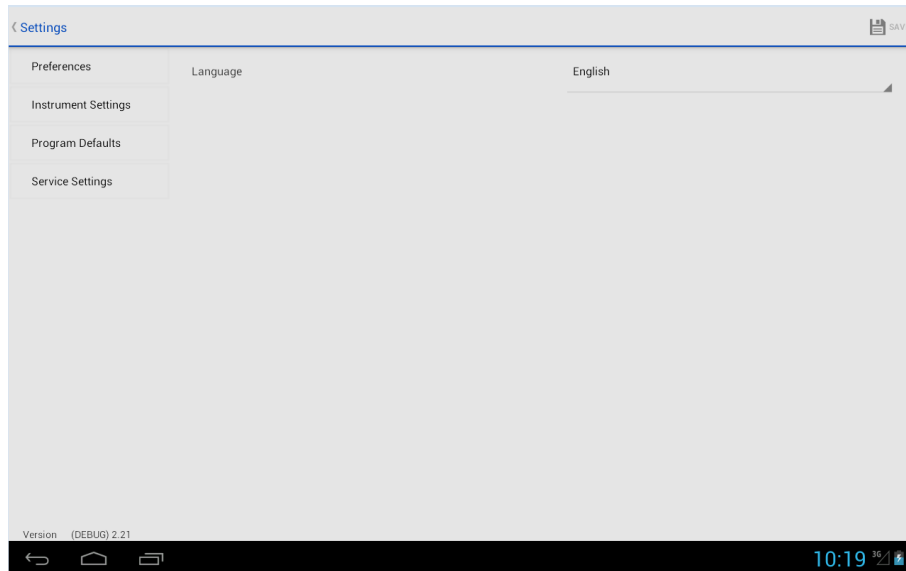 Settings
SAV
Preferences
Language
English
Instrument Settings
Program Defaults
Service Settings
Version (DEBUG) 2.21
10:19 3G